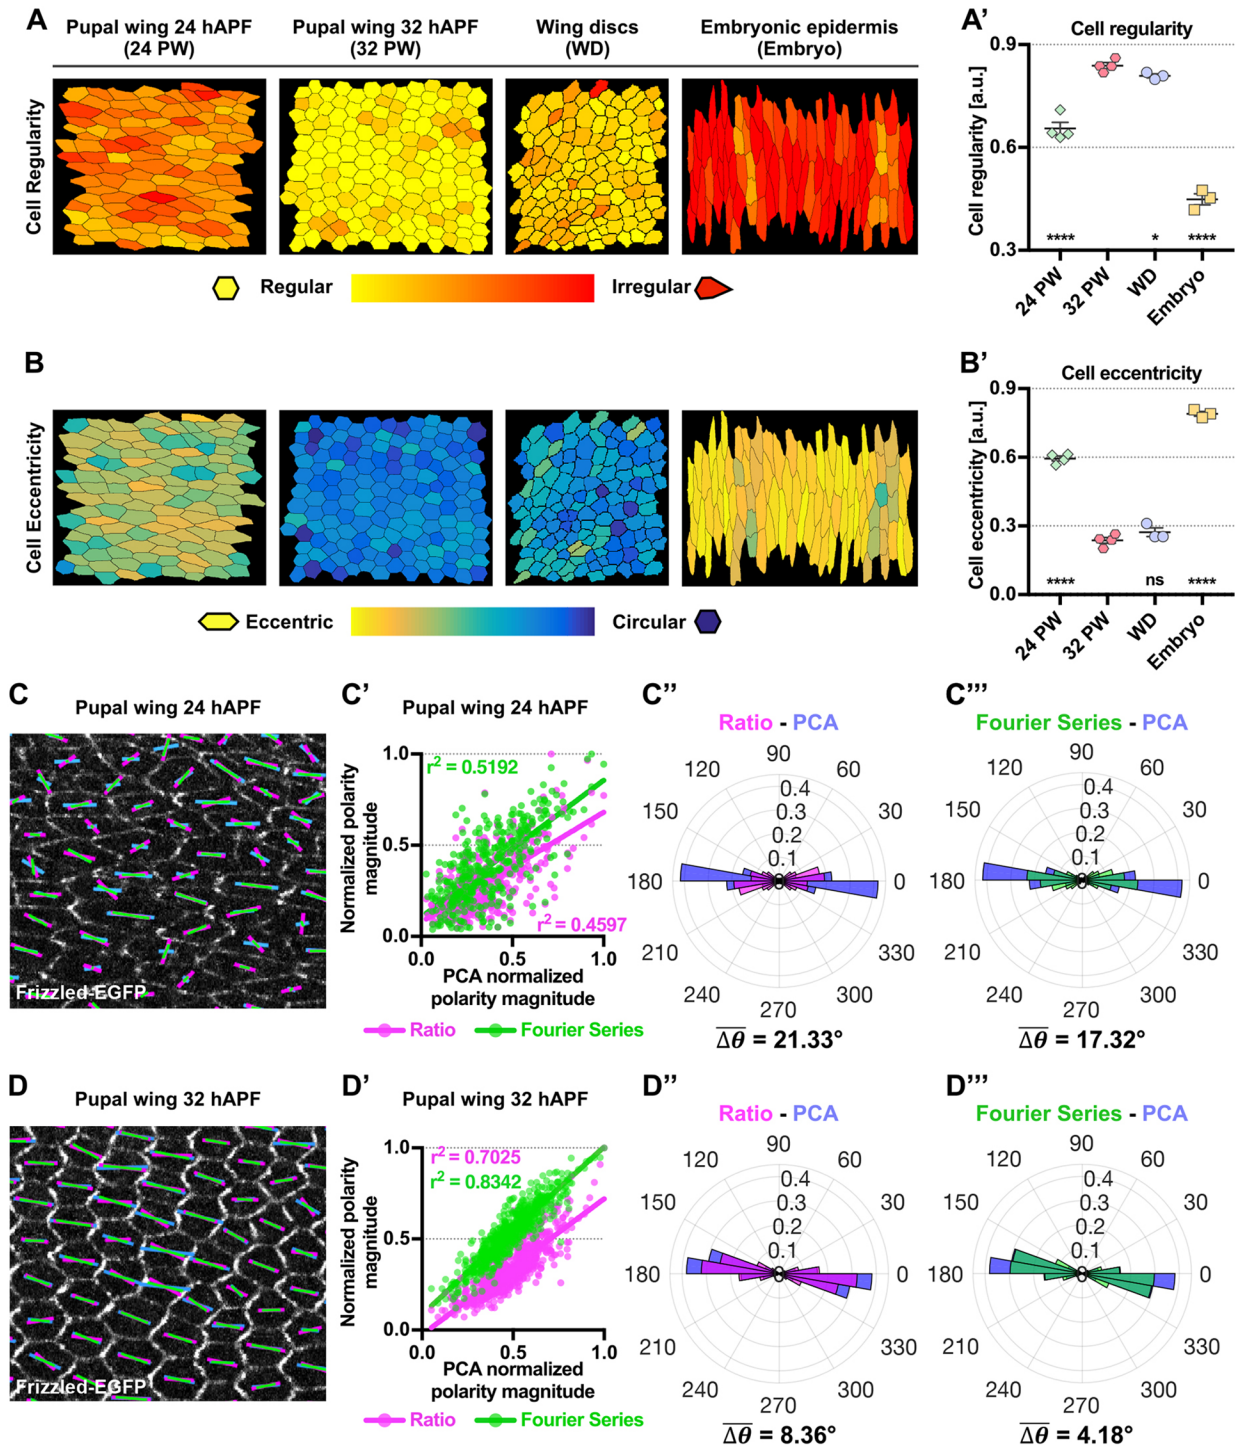 A
Pupal wing 24 hAPF
(24 PW)
Pupal wing 32 hAPF
(32 PW)
Wing discs
(WD)
Embryonic epidermis
(Embryo)
Cell Regularity
Regular
Irregular
A'
Cell regularity
Cell regularity [a.u.]
0.9
0.6
0.3
**** * ****
24 PW
32 PW
WD
Embryo
B
Cell Eccentricity
Eccentric
Circular
B'
Cell eccentricity
Cell eccentricity [a.u.]
0.9
0.6
0.3
0.0
**** ns ****
24 PW
32 PW
WD
Embryo
C
Pupal wing 24 hAPF
Frizzled-EGFP
C'
Pupal wing 24 hAPF
Normalized polarity
magnitude
1.0
0.5
0.0
r² = 0.5192
r² = 0.4597
0.0 0.5 1.0
PCA normalized
polarity magnitude
Ratio Fourier Series
C''
Ratio - PCA
90
120 60
150 30
180 0
210 330
240 300
270
0.4
0.3
0.2
0.1
0
Δθ = 21.33°
C'''
Fourier Series - PCA
90
120 60
150 30
180 0
210 330
240 300
270
0.4
0.3
0.2
0.1
0
Δθ = 17.32°
D
Pupal wing 32 hAPF
Frizzled-EGFP
D'
Pupal wing 32 hAPF
Normalized polarity
magnitude
1.0
0.5
0.0
r² = 0.7025
r² = 0.8342
0.0 0.5 1.0
PCA normalized
polarity magnitude
Ratio Fourier Series
D''
Ratio - PCA
90
120 60
150 30
180 0
210 330
240 300
270
0.4
0.3
0.2
0.1
0
Δθ = 8.36°
D'''
Fourier Series - PCA
90
120 60
150 30
180 0
210 330
240 300
270
0.4
0.3
0.2
0.1
0
Δθ = 4.18°